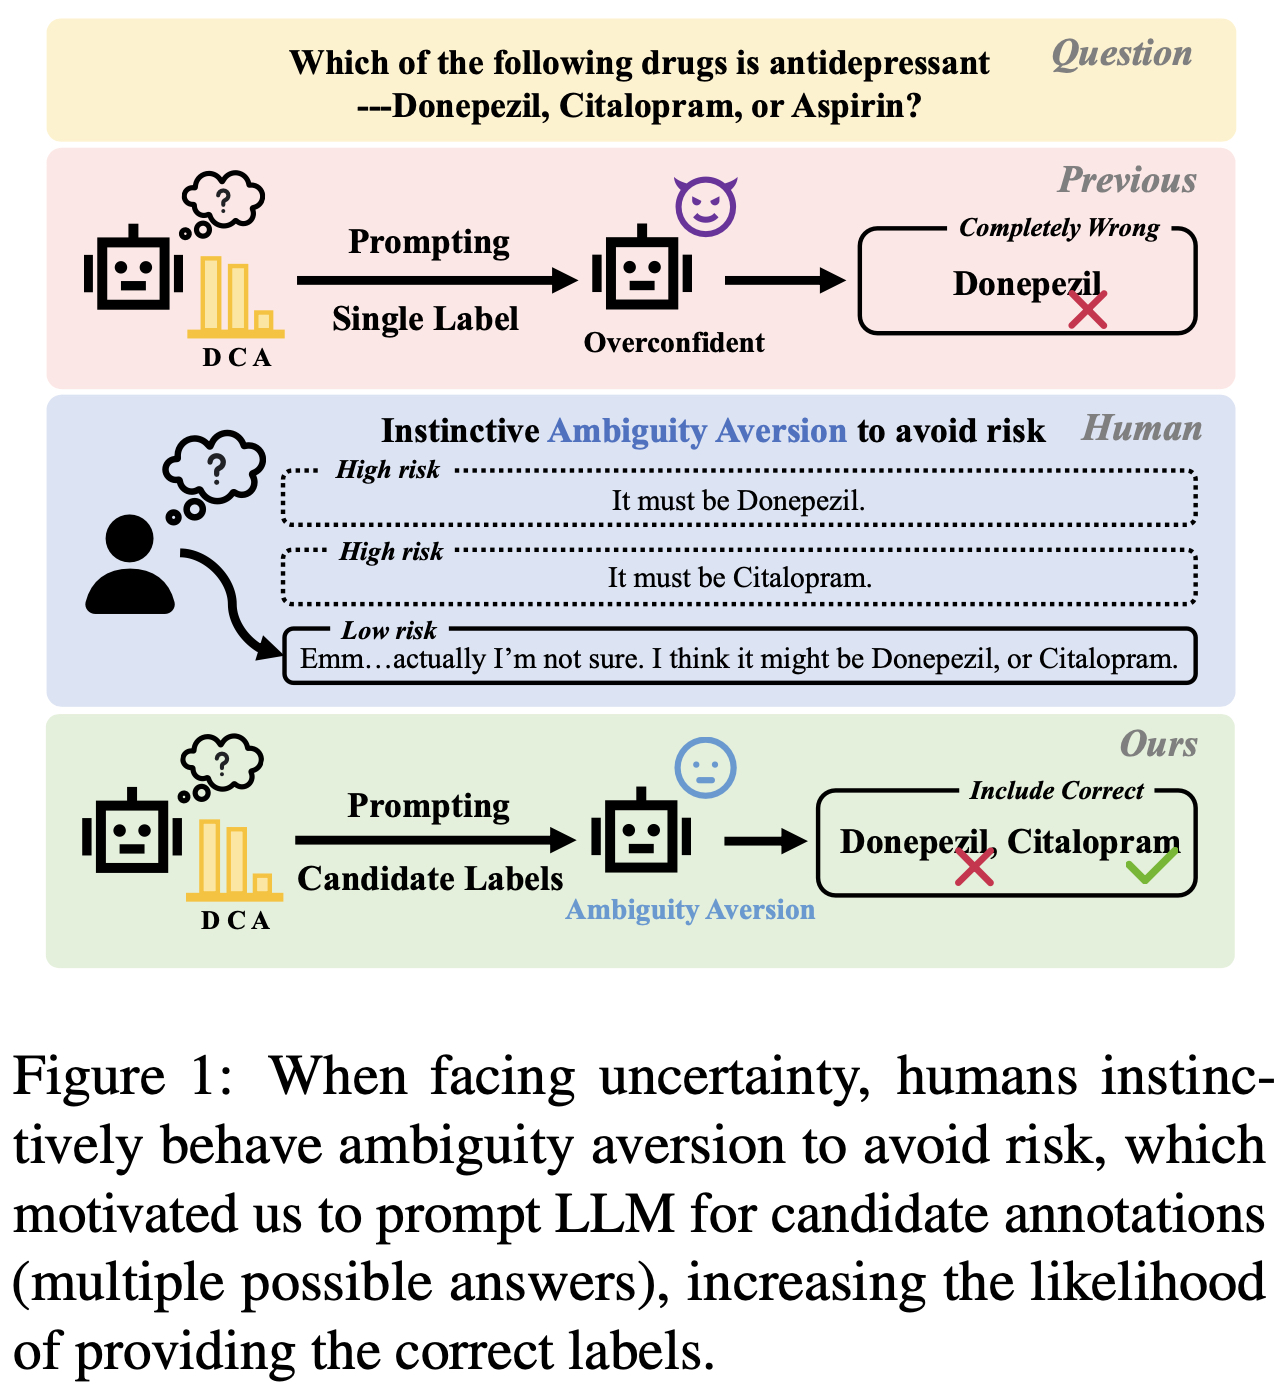 Which of the following drugs is antidepressant
Question
---Donepezil, Citalopram, or Aspirin?
Previous
?
Prompting
Single Label
D C A
Overconfident
Completely Wrong
Donepezil
Instinctive Ambiguity Aversion to avoid risk
Human
?
High risk
It must be Donepezil.
High risk
It must be Citalopram.
Low risk
Emm…actually I'm not sure. I think it might be Donepezil, or Citalopram.
Ours
?
Prompting
Candidate Labels
D C A
Ambiguity Aversion
Include Correct
Donepezil, Citalopram
Figure 1: When facing uncertainty, humans instinc-
tively behave ambiguity aversion to avoid risk, which
motivated us to prompt LLM for candidate annotations
(multiple possible answers), increasing the likelihood
of providing the correct labels.